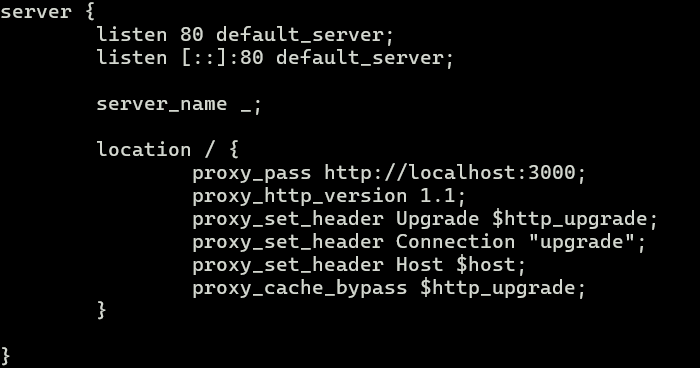 server {
        listen 80 default_server;
        listen [::]:80 default_server;

        server_name _;

        location / {
                proxy_pass http://localhost:3000;
                proxy_http_version 1.1;
                proxy_set_header Upgrade $http_upgrade;
                proxy_set_header Connection "upgrade";
                proxy_set_header Host $host;
                proxy_cache_bypass $http_upgrade;
        }

}